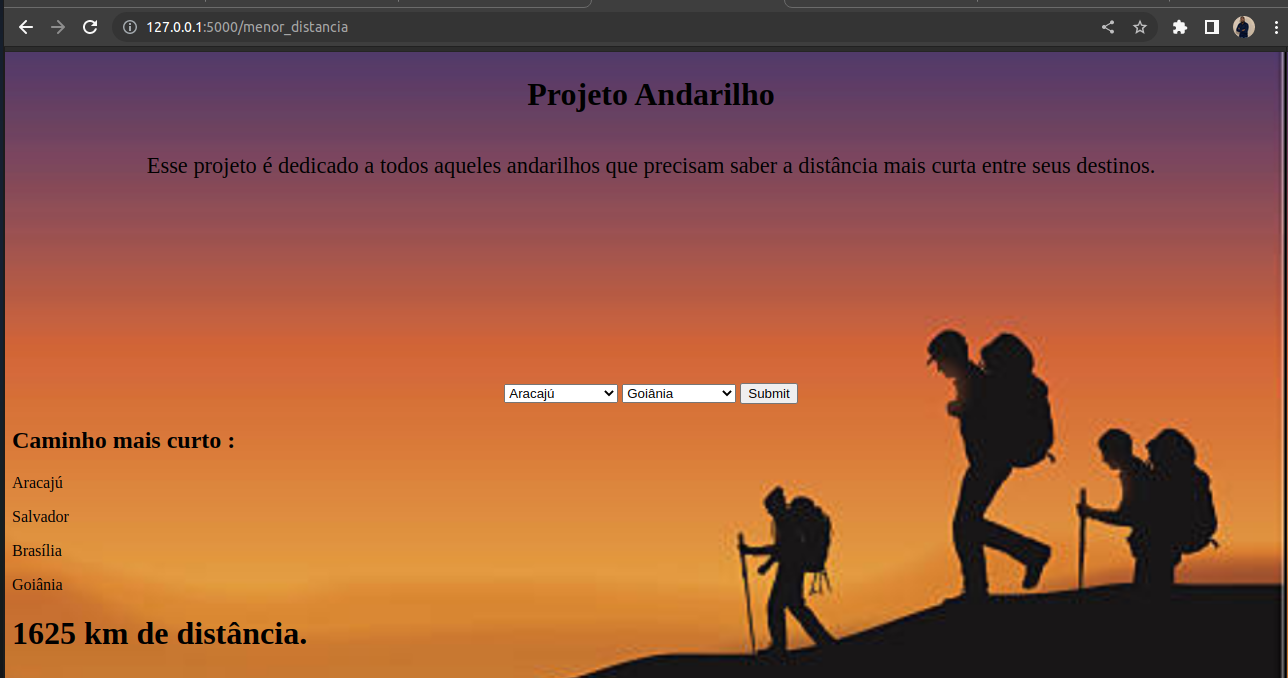 127.0.0.1:5000/menor_distancia
Projeto Andarilho
Esse projeto é dedicado a todos aqueles andarilhos que precisam saber a distância mais curta entre seus destinos.
Aracajú Goiânia Submit
Caminho mais curto :
Aracajú
Salvador
Brasília
Goiânia
1625 km de distância.